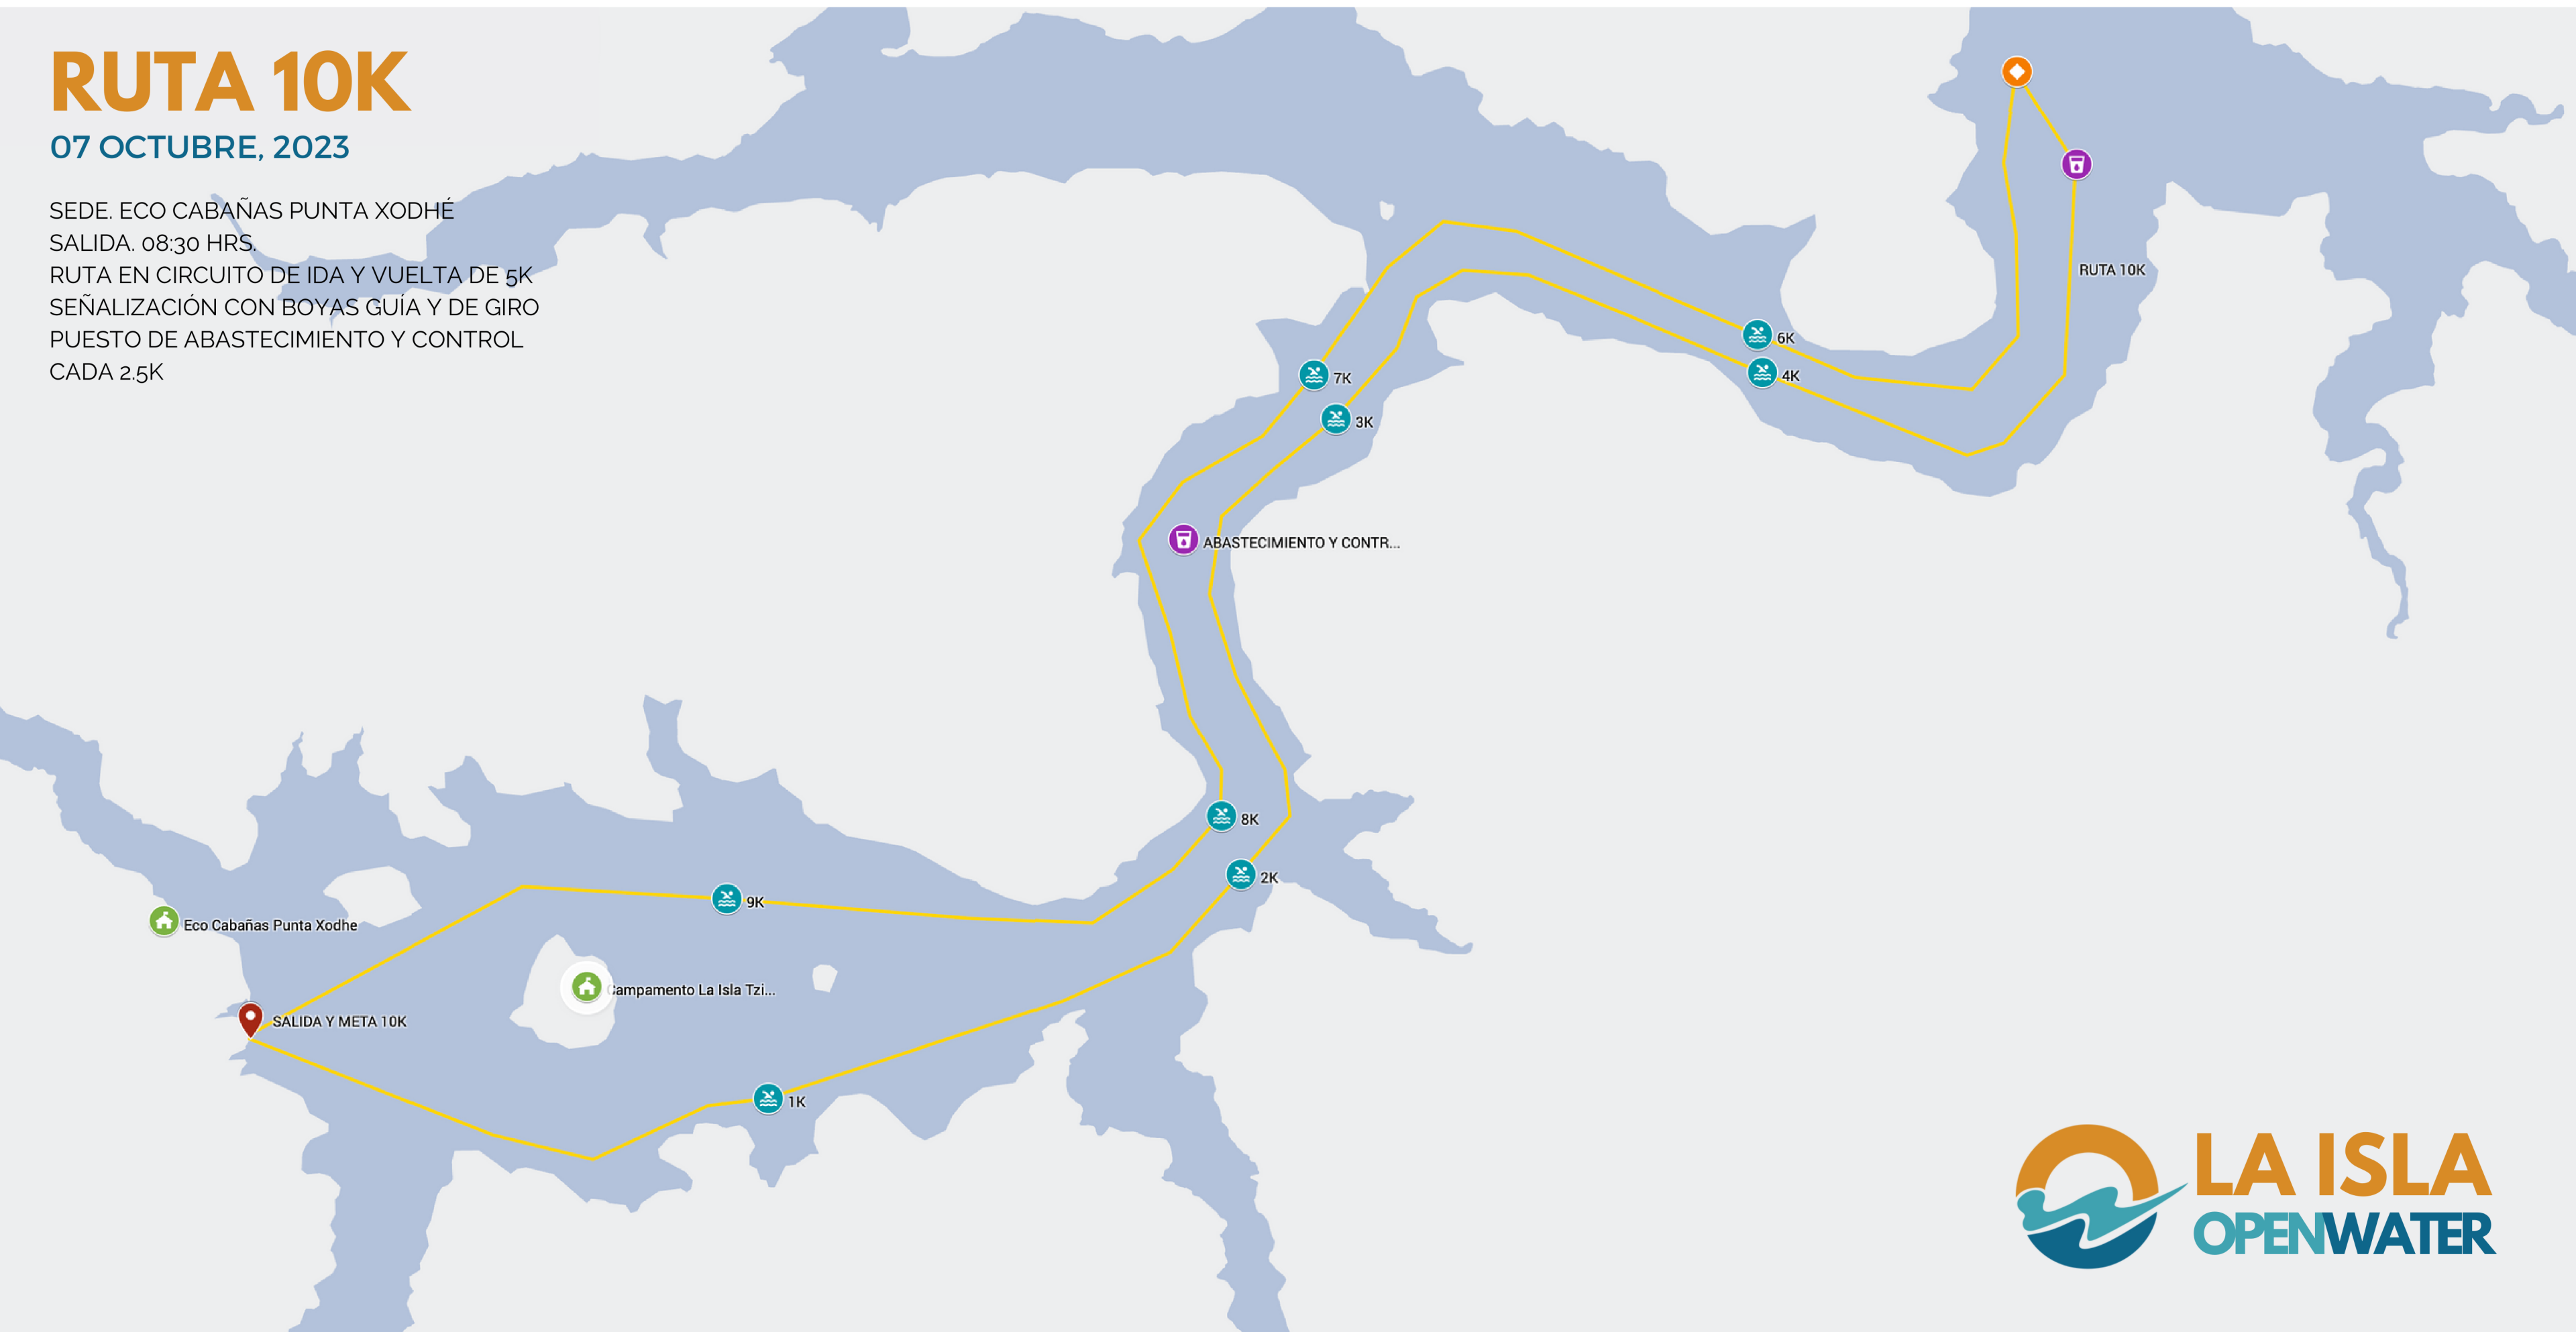 RUTA 10K
07 OCTUBRE, 2023
SEDE. ECO CABAÑAS PUNTA XODHÉ
SALIDA. 08:30 HRS.
RUTA EN CIRCUITO DE IDA Y VUELTA DE 5K
SEÑALIZACIÓN CON BOYAS GUÍA Y DE GIRO
PUESTO DE ABASTECIMIENTO Y CONTROL
CADA 2.5K
RUTA 10K
6K
4K
7K
3K
ABASTECIMIENTO Y CONTR...
8K
2K
9K
Eco Cabañas Punta Xodhe
Campamento La Isla Tzi...
SALIDA Y META 10K
1K
LA ISLA
OPENWATER